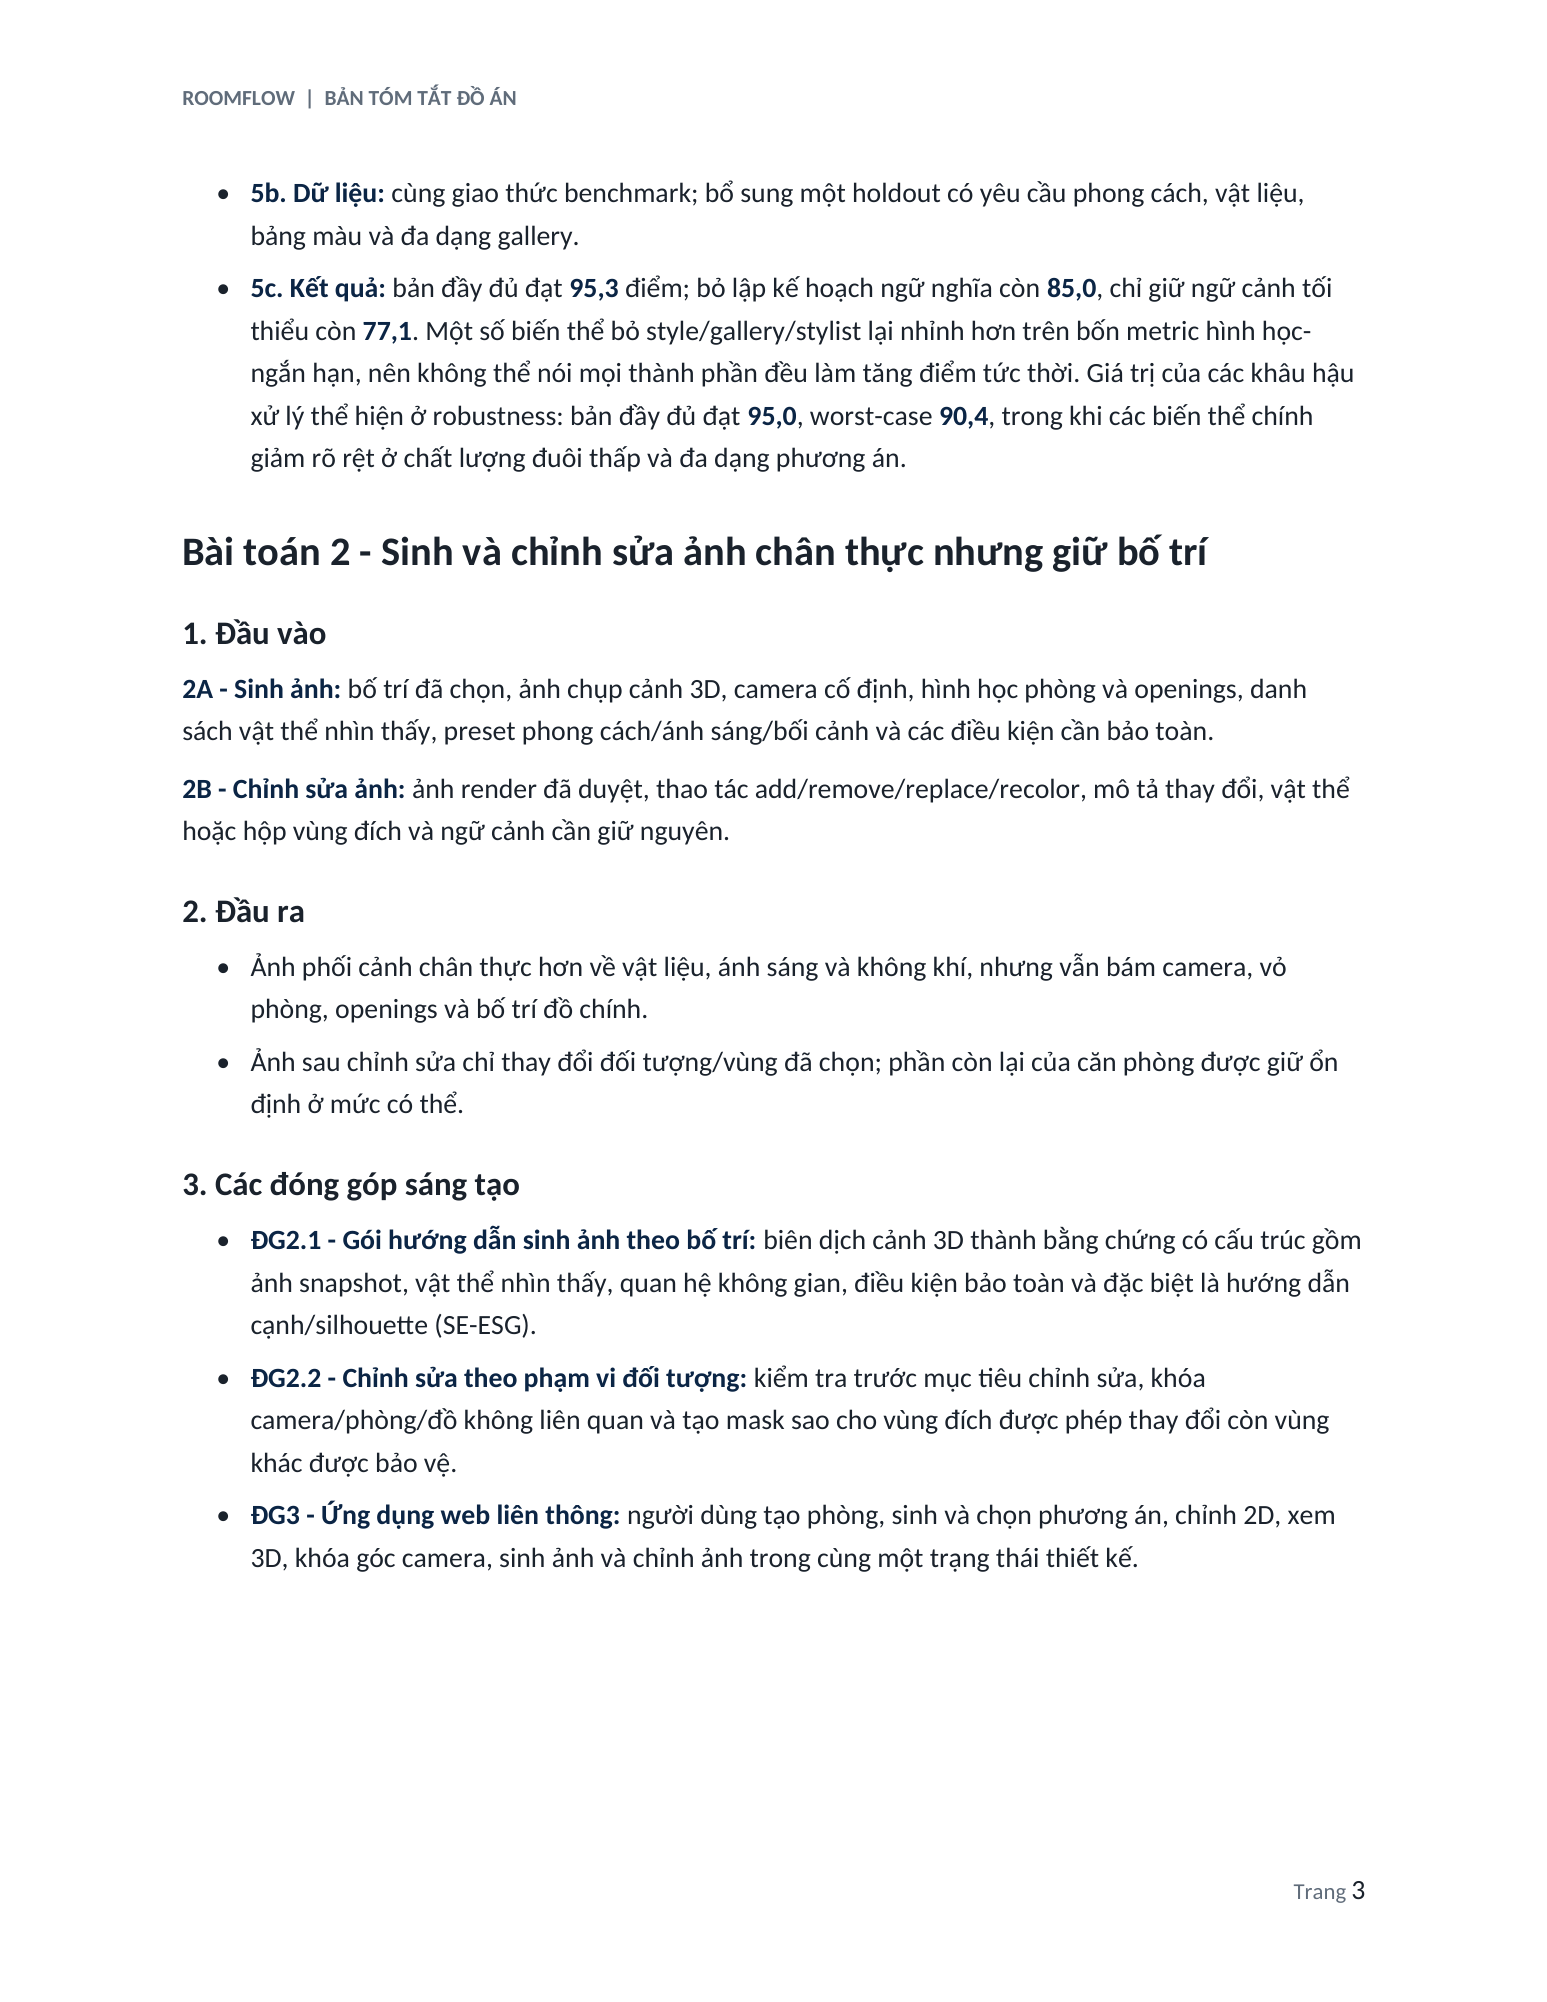 ROOMFLOW | BẢN TÓM TẮT ĐỒ ÁN
• 5b. Dữ liệu: cùng giao thức benchmark; bổ sung một holdout có yêu cầu phong cách, vật liệu,
bảng màu và đa dạng gallery.
• 5c. Kết quả: bản đầy đủ đạt 95,3 điểm; bỏ lập kế hoạch ngữ nghĩa còn 85,0, chỉ giữ ngữ cảnh tối
thiểu còn 77,1. Một số biến thể bỏ style/gallery/stylist lại nhỉnh hơn trên bốn metric hình học-
ngắn hạn, nên không thể nói mọi thành phần đều làm tăng điểm tức thời. Giá trị của các khâu hậu
xử lý thể hiện ở robustness: bản đầy đủ đạt 95,0, worst-case 90,4, trong khi các biến thể chính
giảm rõ rệt ở chất lượng đuôi thấp và đa dạng phương án.
Bài toán 2 - Sinh và chỉnh sửa ảnh chân thực nhưng giữ bố trí
1. Đầu vào
2A - Sinh ảnh: bố trí đã chọn, ảnh chụp cảnh 3D, camera cố định, hình học phòng và openings, danh
sách vật thể nhìn thấy, preset phong cách/ánh sáng/bối cảnh và các điều kiện cần bảo toàn.
2B - Chỉnh sửa ảnh: ảnh render đã duyệt, thao tác add/remove/replace/recolor, mô tả thay đổi, vật thể
hoặc hộp vùng đích và ngữ cảnh cần giữ nguyên.
2. Đầu ra
• Ảnh phối cảnh chân thực hơn về vật liệu, ánh sáng và không khí, nhưng vẫn bám camera, vỏ
phòng, openings và bố trí đồ chính.
• Ảnh sau chỉnh sửa chỉ thay đổi đối tượng/vùng đã chọn; phần còn lại của căn phòng được giữ ổn
định ở mức có thể.
3. Các đóng góp sáng tạo
• ĐG2.1 - Gói hướng dẫn sinh ảnh theo bố trí: biên dịch cảnh 3D thành bằng chứng có cấu trúc gồm
ảnh snapshot, vật thể nhìn thấy, quan hệ không gian, điều kiện bảo toàn và đặc biệt là hướng dẫn
cạnh/silhouette (SE-ESG).
• ĐG2.2 - Chỉnh sửa theo phạm vi đối tượng: kiểm tra trước mục tiêu chỉnh sửa, khóa
camera/phòng/đồ không liên quan và tạo mask sao cho vùng đích được phép thay đổi còn vùng
khác được bảo vệ.
• ĐG3 - Ứng dụng web liên thông: người dùng tạo phòng, sinh và chọn phương án, chỉnh 2D, xem
3D, khóa góc camera, sinh ảnh và chỉnh ảnh trong cùng một trạng thái thiết kế.
Trang 3